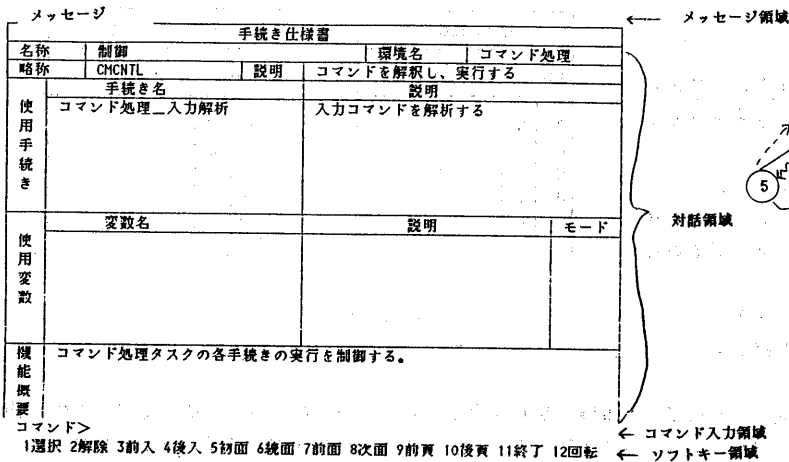 メッセージ ← メッセージ領域
手続き仕様書
名称 制御 環境名 コマンド処理
略称 CMCNTL 説明 コマンドを解釈し、実行する
使用手続き 手続き名 説明
コマンド処理__入力解析 入力コマンドを解析する
5
対話領域
使用変数 変数名 説明 モード
機能概要 コマンド処理タスクの各手続きの実行を制御する。
コマンド> ← コマンド入力領域
1選択 2解除 3前入 4後入 5初面 6続面 7前面 8次面 9前頁 10後頁 11終了 12回転 ← ソフトキー領域